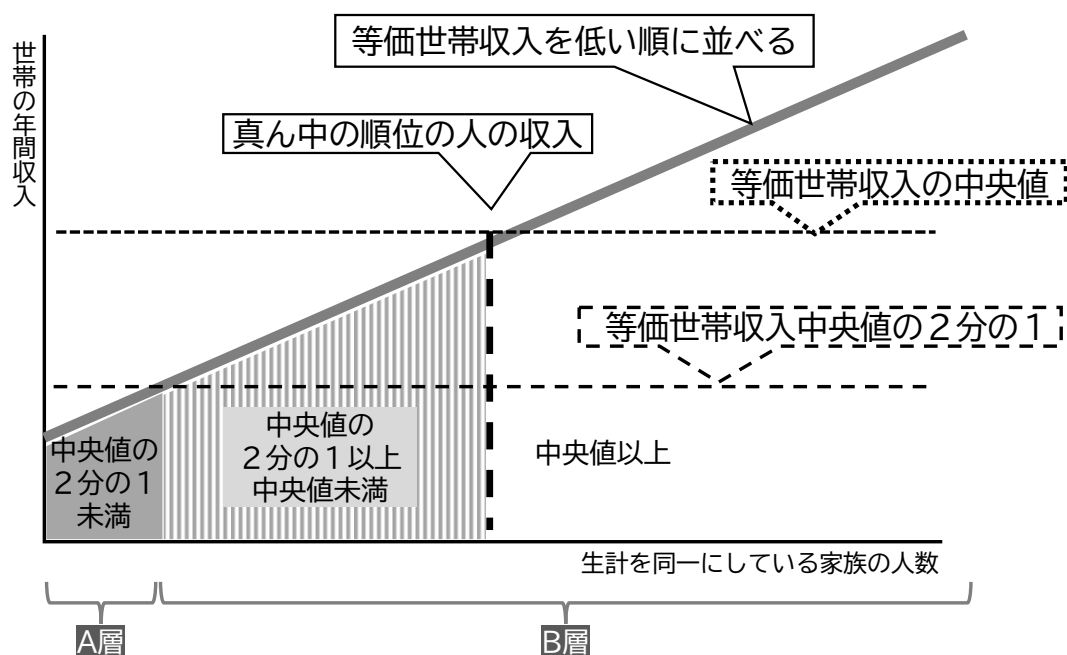 世帯の年間収入
等価世帯収入を低い順に並べる
真ん中の順位の人の収入
等価世帯収入の中央値
等価世帯収入中央値の２分の１
中央値の
２分の１
未満
中央値の
２分の１以上
中央値未満
中央値以上
生計を同一にしている家族の人数
A層
B層